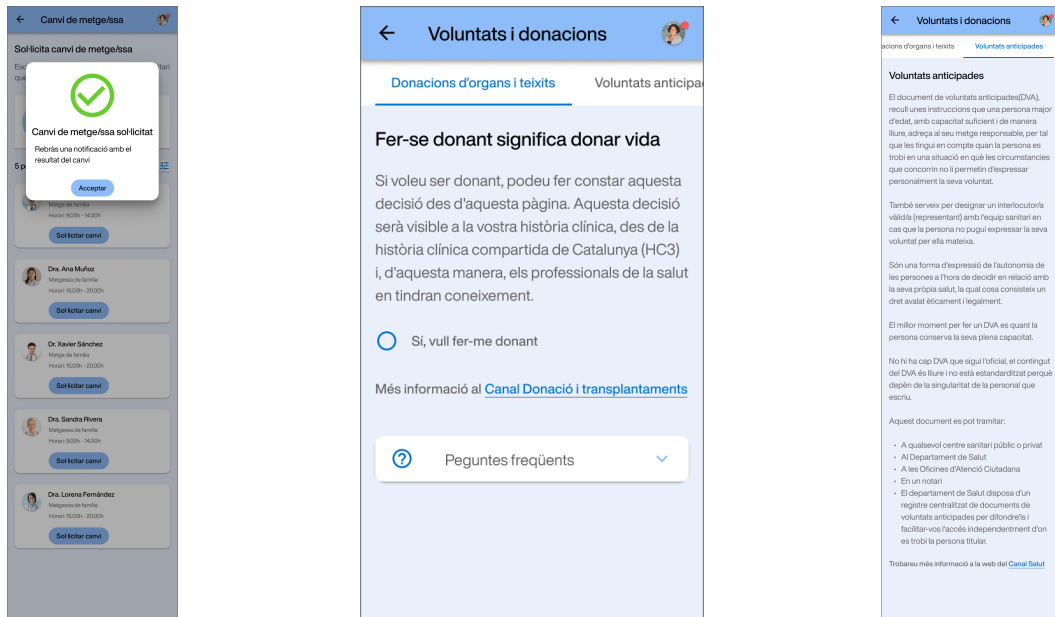 Canvi de metge/ssa
Sol·licita canvi de metge/ssa
Canvi de metge/ssa sol·licitat
Rebràs una notificació amb el
resultat del canvi
Acceptar
Metge de família
Horari: 9:00h - 14:00h
Sol·licitar canvi
Dra. Ana Muñoz
Metgessa de família
Horari: 15:00h - 20:00h
Sol·licitar canvi
Dr. Xavier Sánchez
Metge de família
Horari: 15:00h - 20:00h
Sol·licitar canvi
Dra. Sandra Rivera
Metgessa de família
Horari: 9:00h - 14:00h
Sol·licitar canvi
Dra. Lorena Fernández
Metgessa de família
Horari: 15:00h - 20:00h
Sol·licitar canvi
Voluntats i donacions
Donacions d'organs i teixits Voluntats anticipa
Fer-se donant significa donar vida
Si voleu ser donant, podeu fer constar aquesta
decisió des d'aquesta pàgina. Aquesta decisió
serà visible a la vostra història clínica, des de la
història clínica compartida de Catalunya (HC3)
i, d'aquesta manera, els professionals de la salut
en tindran coneixement.
Sí, vull fer-me donant
Més informació al Canal Donació i transplantaments
Peguntes freqüents
Voluntats i donacions
acions d'organs i teixits Voluntats anticipades
Voluntats anticipades
El document de voluntats anticipades(DVA),
recull unes instruccions que una persona major
d'edat, amb capacitat suficient i de manera
lliure, adreça al seu metge responsable, per tal
que les tingui en compte quan la persona es
trobi en una situació en què les circumstancies
que concorrin no li permetin d'expressar
personalment la seva voluntat.
També serveix per designar un interlocutor/a
vàlid/a (representant) amb l'equip sanitari en
cas que la persona no pugui expressar la seva
voluntat per ella mateixa.
Són una forma d'expressió de l'autonomia de
les persones a l'hora de decidir en relació amb
la seva pròpia salut, la qual cosa consisteix un
dret avalat èticament i legalment.
El millor moment per fer un DVA es quant la
persona conserva la seva plena capacitat.
No hi ha cap DVA que sigui l'oficial, el contingut
del DVA és lliure i no està estandarditzat perquè
depèn de la singularitat de la personal que
escriu.
Aquest document es pot tramitar:
• A qualsevol centre sanitari públic o privat
• Al Departament de Salut
• A les Oficines d'Atenció Ciutadana
• En un notari
• El departament de Salut disposa d'un
registre centralitzat de documents de
voluntats anticipades per difondre'ls i
facilitar-vos l'accés independentment d'on
es trobi la persona titular.
Trobareu més informació a la web del Canal Salut